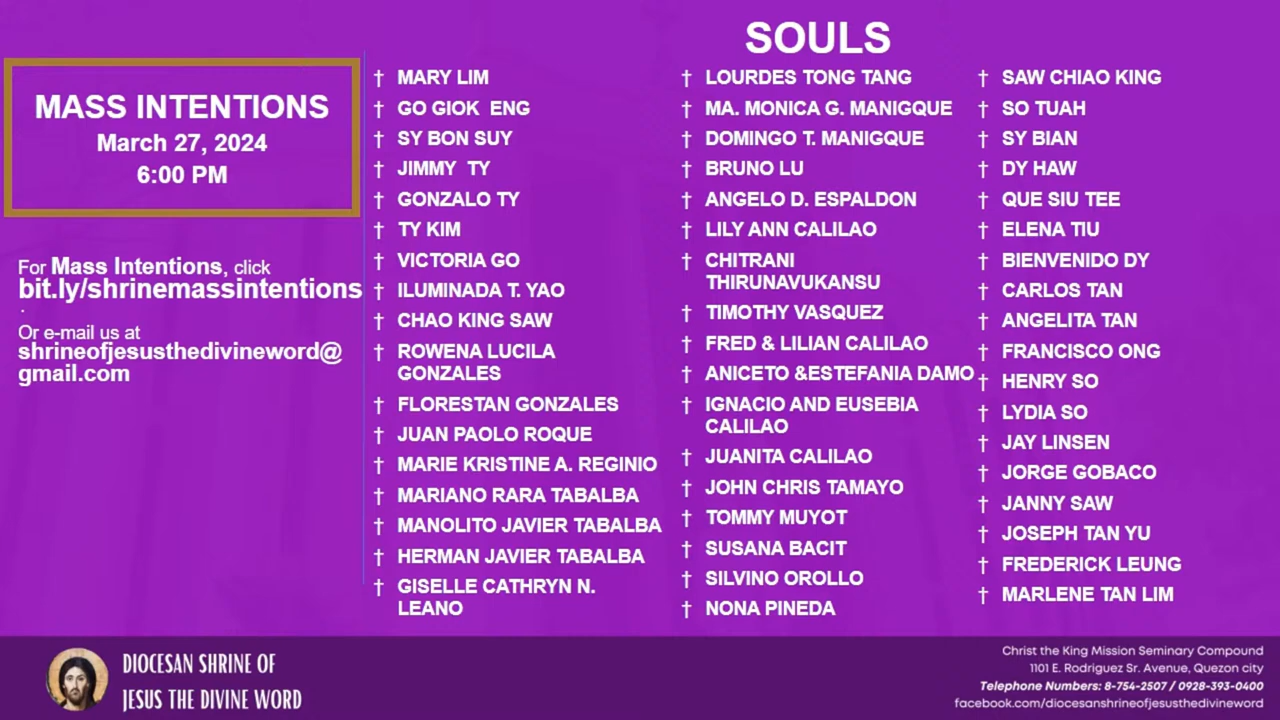 SOULS
MASS INTENTIONS
March 27, 2024
6:00 PM
For Mass Intentions, click
bit.ly/shrinemassintentions
.
Or e-mail us at
shrineofjesusthedivineword@
gmail.com
† MARY LIM
† GO GIOK  ENG
† SY BON SUY
† JIMMY  TY
† GONZALO TY
† TY KIM
† VICTORIA GO
† ILUMINADA T. YAO
† CHAO KING SAW
† ROWENA LUCILA
GONZALES
† FLORESTAN GONZALES
† JUAN PAOLO ROQUE
† MARIE KRISTINE A. REGINIO
† MARIANO RARA TABALBA
† MANOLITO JAVIER TABALBA
† HERMAN JAVIER TABALBA
† GISELLE CATHRYN N.
LEANO
† LOURDES TONG TANG
† MA. MONICA G. MANIGQUE
† DOMINGO T. MANIGQUE
† BRUNO LU
† ANGELO D. ESPALDON
† LILY ANN CALILAO
† CHITRANI
THIRUNAVUKANSU
† TIMOTHY VASQUEZ
† FRED & LILIAN CALILAO
† ANICETO &ESTEFANIA DAMO
† IGNACIO AND EUSEBIA
CALILAO
† JUANITA CALILAO
† JOHN CHRIS TAMAYO
† TOMMY MUYOT
† SUSANA BACIT
† SILVINO OROLLO
† NONA PINEDA
† SAW CHIAO KING
† SO TUAH
† SY BIAN
† DY HAW
† QUE SIU TEE
† ELENA TIU
† BIENVENIDO DY
† CARLOS TAN
† ANGELITA TAN
† FRANCISCO ONG
† HENRY SO
† LYDIA SO
† JAY LINSEN
† JORGE GOBACO
† JANNY SAW
† JOSEPH TAN YU
† FREDERICK LEUNG
† MARLENE TAN LIM
DIOCESAN SHRINE OF
JESUS THE DIVINE WORD
Christ the King Mission Seminary Compound
1101 E. Rodriguez Sr. Avenue, Quezon city
Telephone Numbers: 8-754-2507 / 0928-393-0400
facebook.com/diocesanshrineofjesusthedivineword